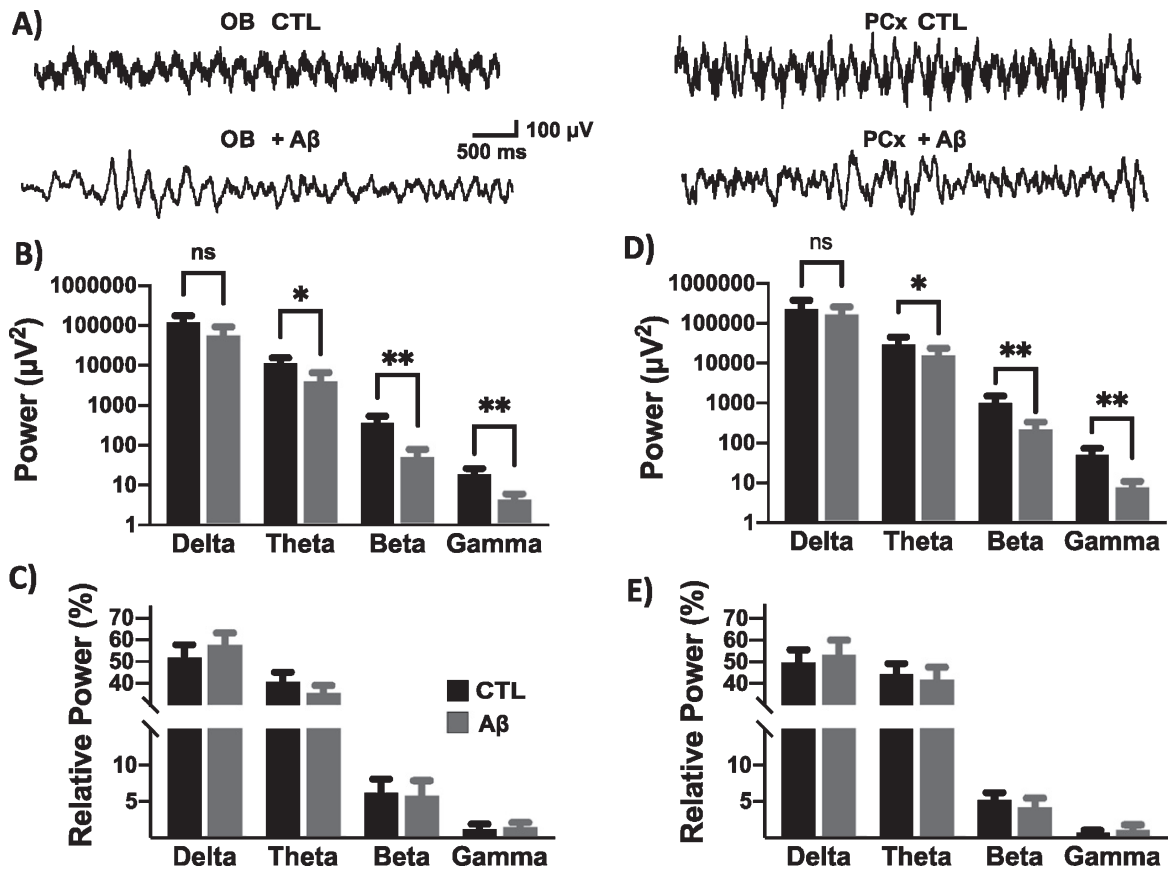 A)
OB CTL
PCx CTL
OB + Aβ
100 µV
500 ms
PCx + Aβ
B)
ns
*
**
**
Power (µV²)
1000000
100000
10000
1000
100
10
1
Delta Theta Beta Gamma
D)
ns
*
**
**
Power (µV²)
1000000
100000
10000
1000
100
10
1
Delta Theta Beta Gamma
C)
Relative Power (%)
70
60
50
40
10
5
CTL
Aβ
Delta Theta Beta Gamma
E)
Relative Power (%)
70
60
50
40
10
5
Delta Theta Beta Gamma